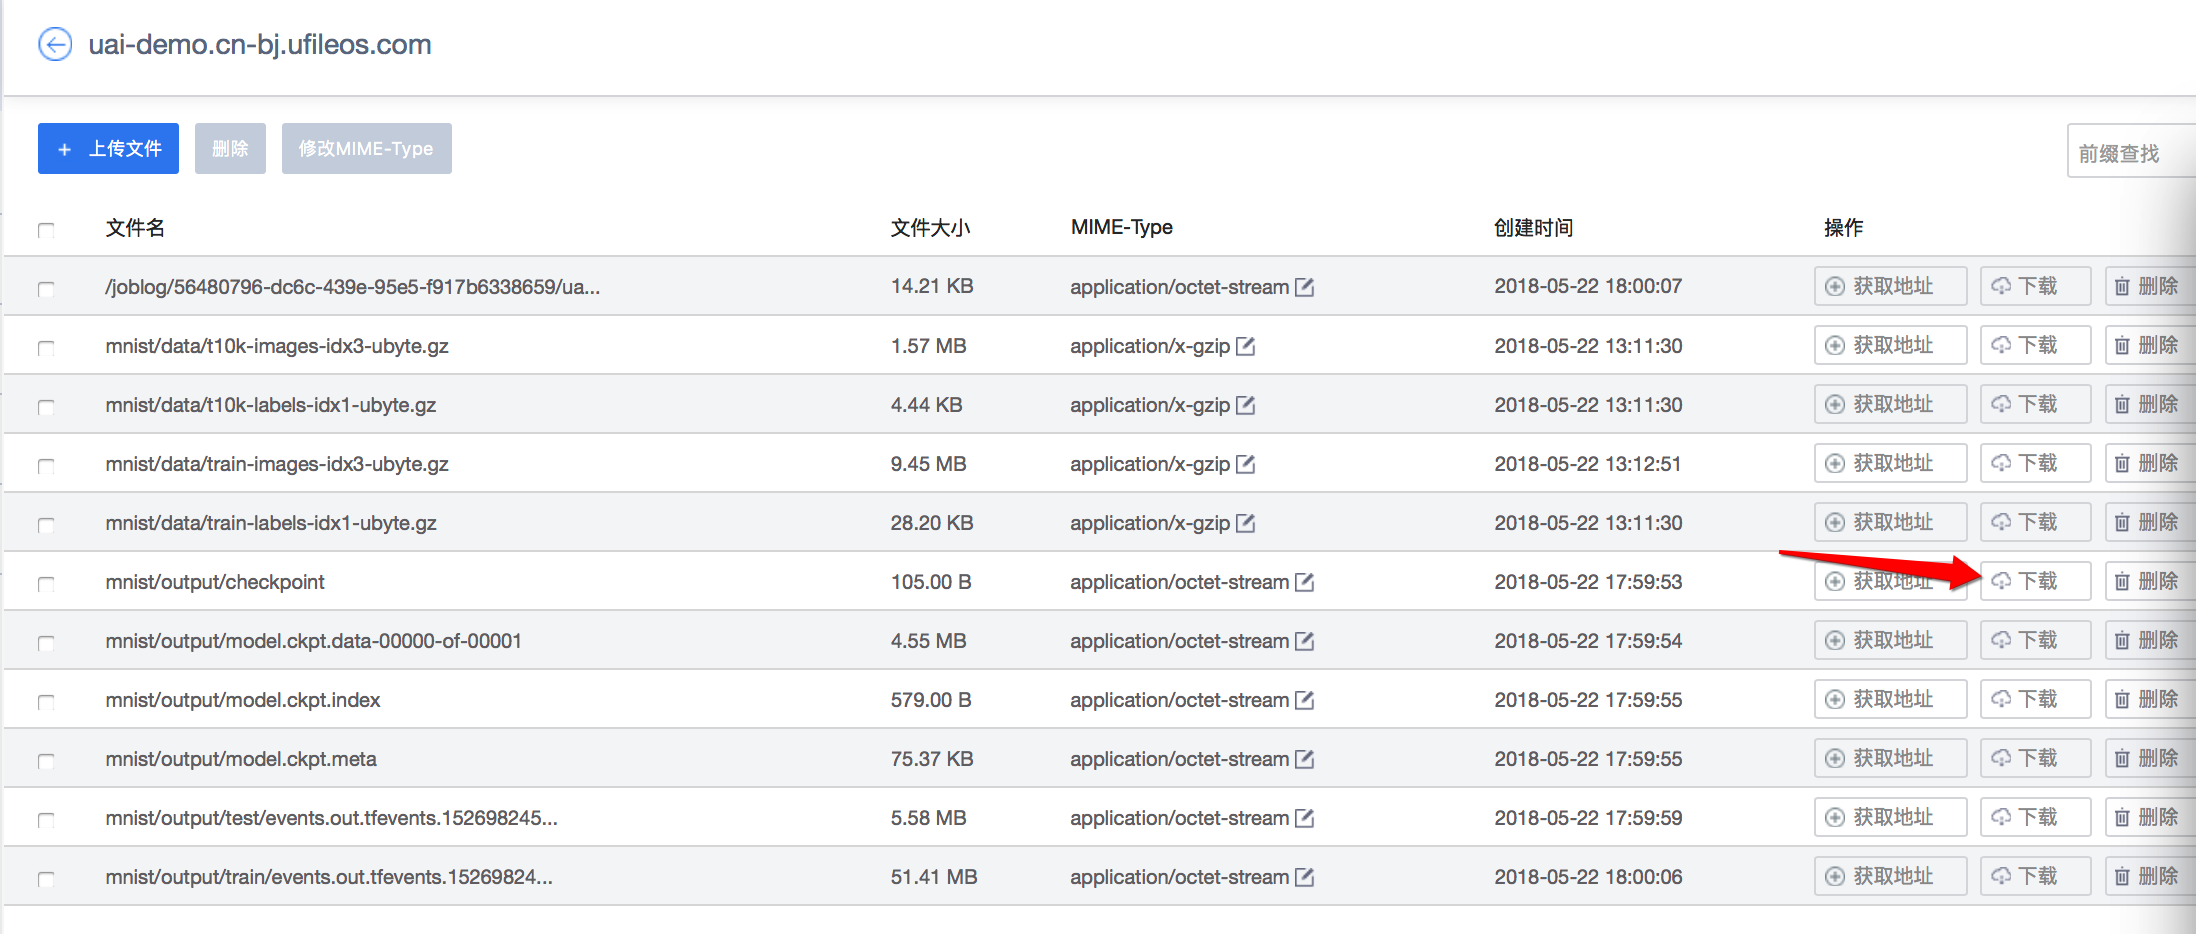 uai-demo.cn-bj.ufileos.com
+ 上传文件 删除 修改MIME-Type 前缀查找
文件名 文件大小 MIME-Type 创建时间 操作
/joblog/56480796-dc6c-439e-95e5-f917b6338659/ua... 14.21 KB application/octet-stream 2018-05-22 18:00:07 获取地址 下载 删除
mnist/data/t10k-images-idx3-ubyte.gz 1.57 MB application/x-gzip 2018-05-22 13:11:30 获取地址 下载 删除
mnist/data/t10k-labels-idx1-ubyte.gz 4.44 KB application/x-gzip 2018-05-22 13:11:30 获取地址 下载 删除
mnist/data/train-images-idx3-ubyte.gz 9.45 MB application/x-gzip 2018-05-22 13:12:51 获取地址 下载 删除
mnist/data/train-labels-idx1-ubyte.gz 28.20 KB application/x-gzip 2018-05-22 13:11:30 获取地址 下载 删除
mnist/output/checkpoint 105.00 B application/octet-stream 2018-05-22 17:59:53 获取地址 下载 删除
mnist/output/model.ckpt.data-00000-of-00001 4.55 MB application/octet-stream 2018-05-22 17:59:54 获取地址 下载 删除
mnist/output/model.ckpt.index 579.00 B application/octet-stream 2018-05-22 17:59:55 获取地址 下载 删除
mnist/output/model.ckpt.meta 75.37 KB application/octet-stream 2018-05-22 17:59:55 获取地址 下载 删除
mnist/output/test/events.out.tfevents.152698245... 5.58 MB application/octet-stream 2018-05-22 17:59:59 获取地址 下载 删除
mnist/output/train/events.out.tfevents.15269824... 51.41 MB application/octet-stream 2018-05-22 18:00:06 获取地址 下载 删除